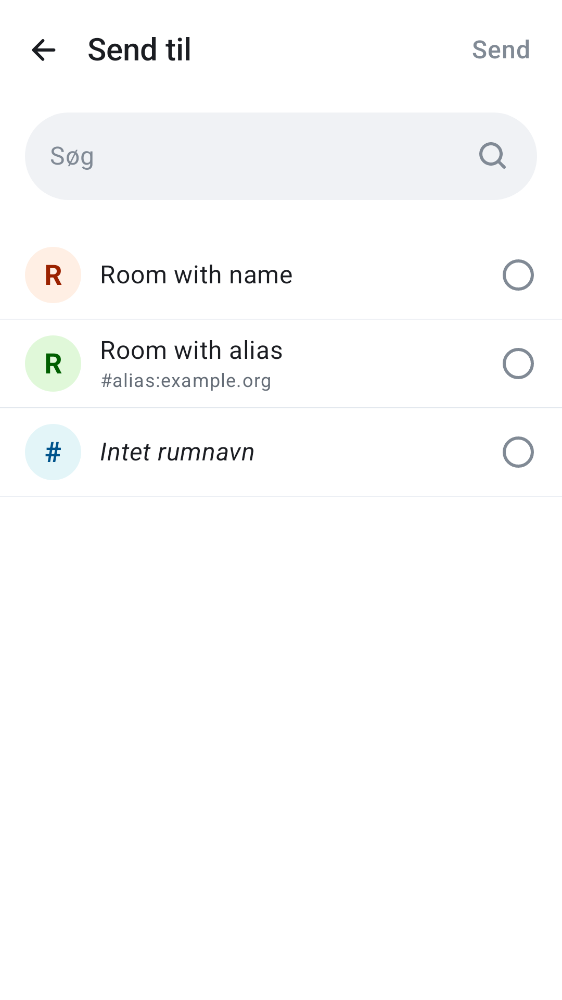 Send til
Send
Søg
R
Room with name
R
Room with alias
#alias:example.org
#
Intet rumnavn